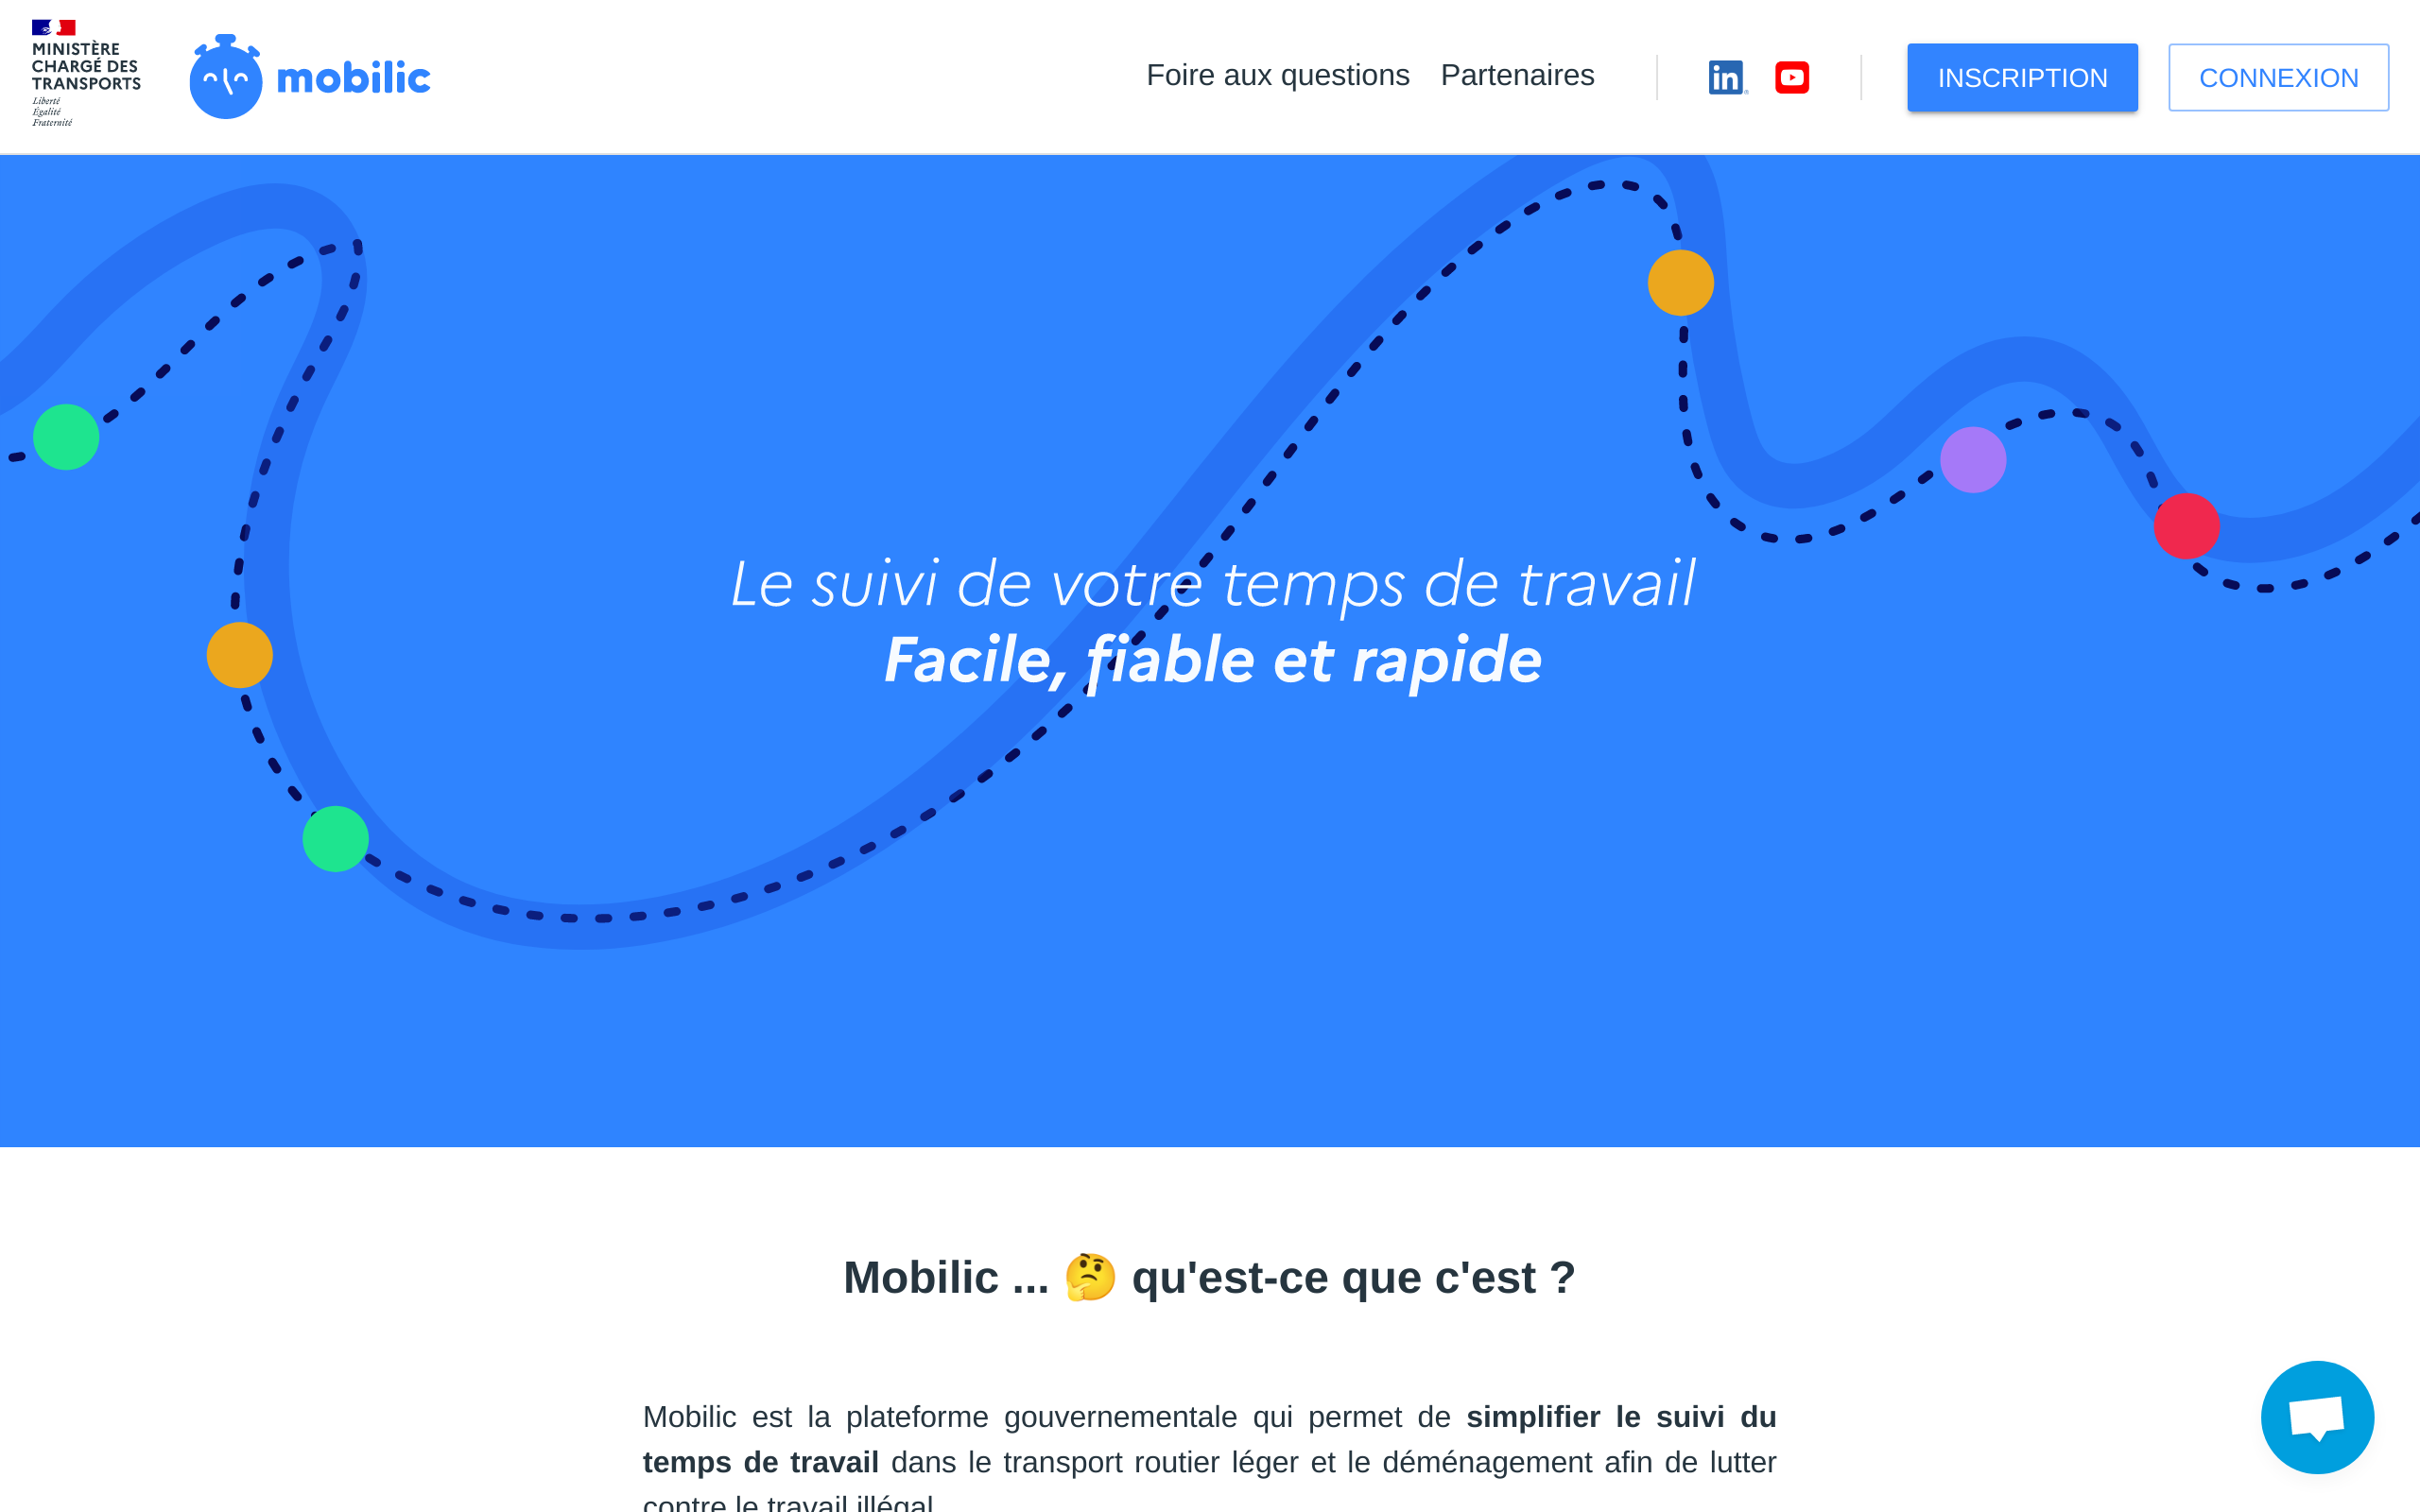 MINISTÈRE
CHARGÉ DES
TRANSPORTS
Liberté
Égalité
Fraternité
mobilic
Foire aux questions
Partenaires
in
INSCRIPTION
CONNEXION
Le suivi de votre temps de travail
Facile, fiable et rapide
Mobilic ... 🤔 qu'est-ce que c'est ?
Mobilic est la plateforme gouvernementale qui permet de simplifier le suivi du
temps de travail dans le transport routier léger et le déménagement afin de lutter
contre le travail illégal